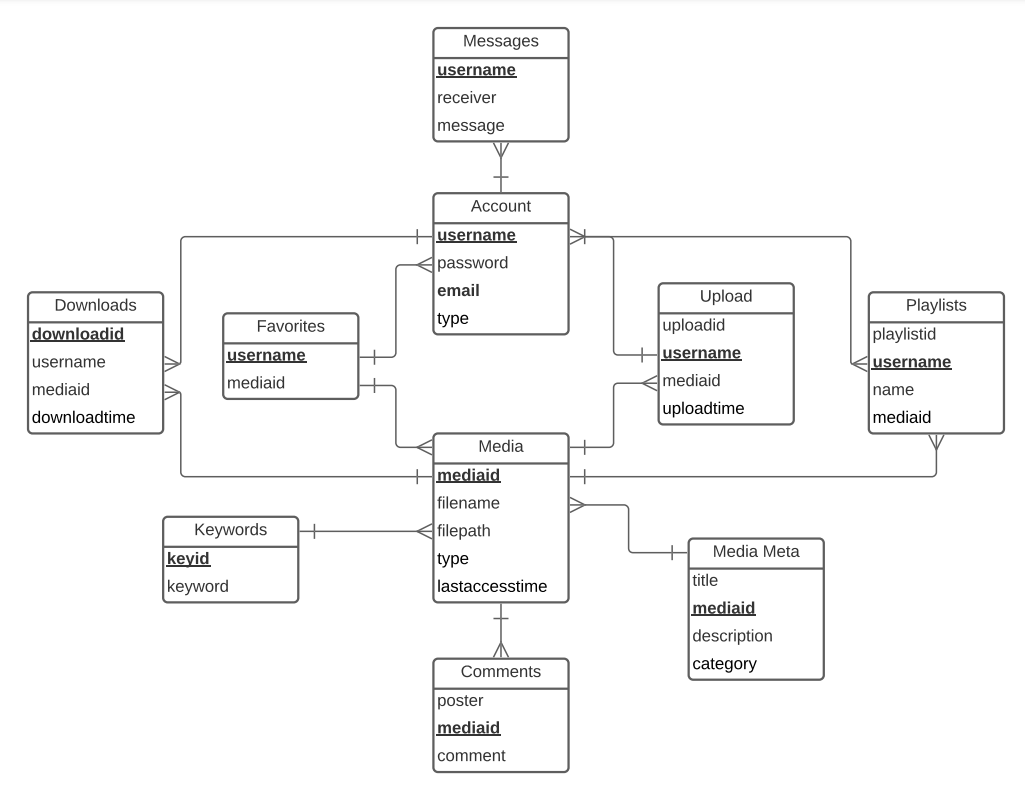 Messages
username
receiver
message
Account
username
password
email
type
Downloads
downloadid
username
mediaid
downloadtime
Favorites
username
mediaid
Upload
uploadid
username
mediaid
uploadtime
Playlists
playlistid
username
name
mediaid
Media
mediaid
filename
filepath
type
lastaccesstime
Keywords
keyid
keyword
Media Meta
title
mediaid
description
category
Comments
poster
mediaid
comment